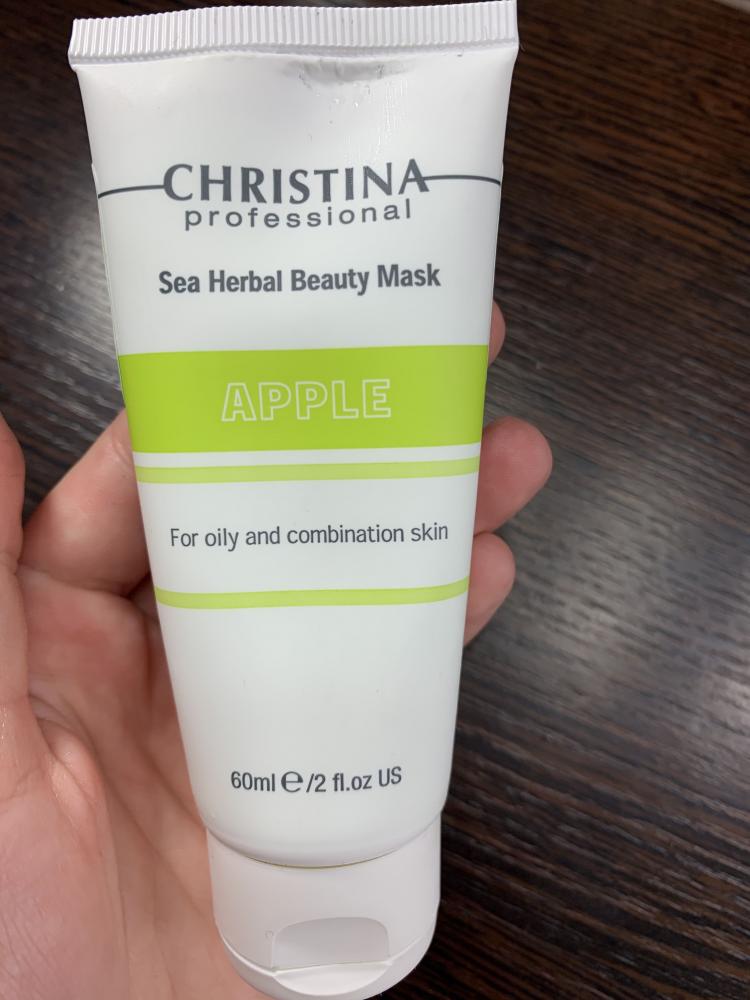 CHRISTINA
professional
Sea Herbal Beauty Mask
APPLE
For oily and combination skin
60ml ℮/2 fl.oz US